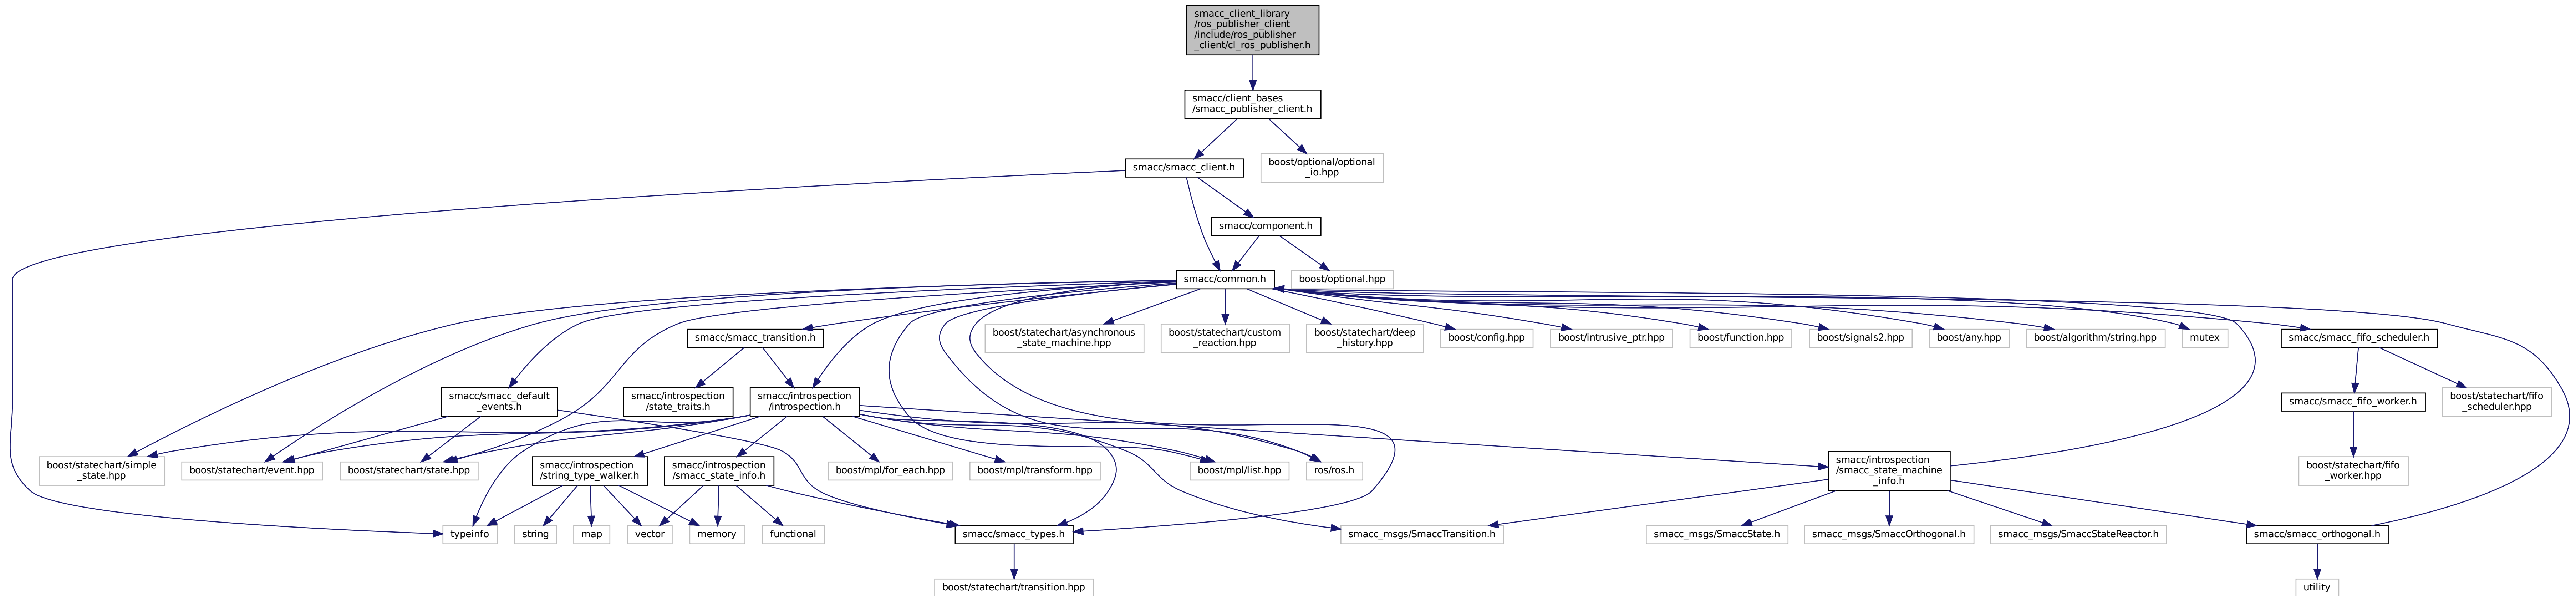 smacc_client_library
/ros_publisher_client
/include/ros_publisher
_client/cl_ros_publisher.h
smacc/client_bases
/smacc_publisher_client.h
smacc/smacc_client.h
boost/optional/optional
_io.hpp
smacc/component.h
smacc/common.h
boost/optional.hpp
smacc/smacc_transition.h
boost/statechart/asynchronous
_state_machine.hpp
boost/statechart/custom
_reaction.hpp
boost/statechart/deep
_history.hpp
boost/config.hpp
boost/intrusive_ptr.hpp
boost/function.hpp
boost/signals2.hpp
boost/any.hpp
boost/algorithm/string.hpp
mutex
smacc/smacc_fifo_scheduler.h
smacc/smacc_default
_events.h
smacc/introspection
/state_traits.h
smacc/introspection
/introspection.h
smacc/smacc_fifo_worker.h
boost/statechart/fifo
_scheduler.hpp
boost/statechart/simple
_state.hpp
boost/statechart/event.hpp
boost/statechart/state.hpp
smacc/introspection
/string_type_walker.h
smacc/introspection
/smacc_state_info.h
boost/mpl/for_each.hpp
boost/mpl/transform.hpp
boost/mpl/list.hpp
ros/ros.h
smacc/introspection
/smacc_state_machine
_info.h
boost/statechart/fifo
_worker.hpp
typeinfo
string
map
vector
memory
functional
smacc/smacc_types.h
smacc_msgs/SmaccTransition.h
smacc_msgs/SmaccState.h
smacc_msgs/SmaccOrthogonal.h
smacc_msgs/SmaccStateReactor.h
smacc/smacc_orthogonal.h
boost/statechart/transition.hpp
utility